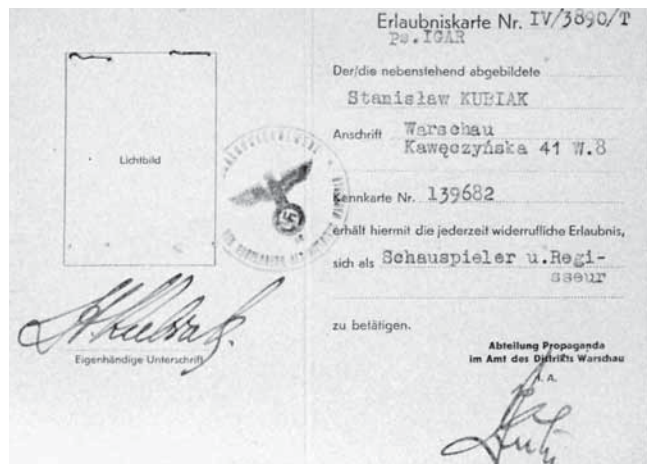 Erlaubniskarte Nr. IV/3890/T
ps.IGAR
Der/die nebenstehend abgebildete
Stanisław KUBIAK
Anschrift Warschau
Kawęczyńska 41 W.8
Kennkarte Nr. 139682
erhält hiermit die jederzeit widerrufliche Erlaubnis,
sich als Schauspieler u.Regi-
sseur
zu betätigen.
Abteilung Propaganda
im Amt des Distrikts Warschau
I. A.
Lichtbild
Stkubiak.
Eigenhändige Unterschrift